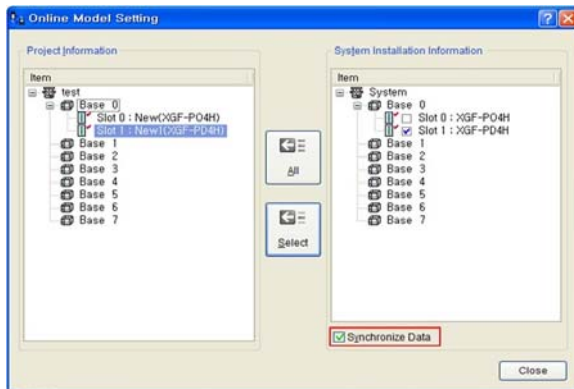 Online Model Setting
Project Information
System Installation Information
Item
test
Base 0
Slot 0 : New(XGF-PO4H)
Slot 1 : New1(XGF-PD4H)
Base 1
Base 2
Base 3
Base 4
Base 5
Base 6
Base 7
All
Select
Item
System
Base 0
Slot 0 : XGF-PO4H
Slot 1 : XGF-PD4H
Base 1
Base 2
Base 3
Base 4
Base 5
Base 6
Base 7
Synchronize Data
Close